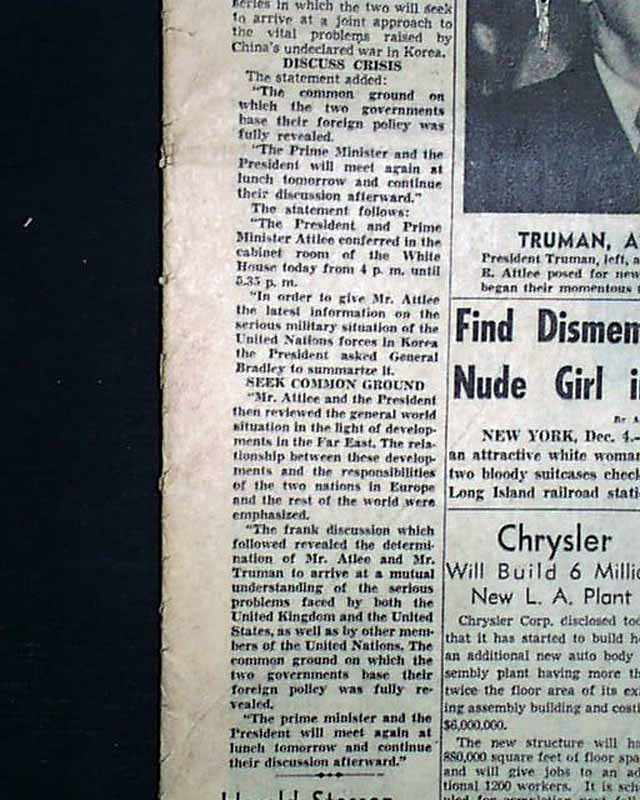 series in which the two will seek
to arrive at a joint approach to
the vital problems raised by
China's undeclared war in Korea.
DISCUSS CRISIS
The statement added:
"The common ground on
which the two governments
base their foreign policy was
fully revealed.
"The Prime Minister and the
President will meet again at
lunch tomorrow and continue
their discussion afterward."
The statement follows:
"The President and Prime
Minister Attlee conferred in the
cabinet room of the White
House today from 4 p. m. until
5.35 p. m.
"In order to give Mr. Attlee
the latest information on the
serious military situation of the
United Nations forces in Korea
the President asked General
Bradley to summarize it.
SEEK COMMON GROUND
"Mr. Attlee and the President
then reviewed the general world
situation in the light of develop-
ments in the Far East. The rela-
tionship between these develop-
ments and the responsibilities
of the two nations in Europe
and the rest of the world were
emphasized.
"The frank discussion which
followed revealed the determi-
nation of Mr. Atlee and Mr.
Truman to arrive at a mutual
understanding of the serious
problems faced by both the
United Kingdom and the United
States, as well as by other mem-
bers of the United Nations. The
common ground on which the
two governments base their
foreign policy was fully re-
vealed.
"The prime minister and the
President will meet again at
lunch tomorrow and continue
their discussion afterward."
TRUMAN, A
President Truman, left, a
R. Attlee posed for new
began their momentous
Find Dismem
Nude Girl i
By A
NEW YORK, Dec. 4.—
an attractive white woman
two bloody suitcases check
Long Island railroad stati
Chrysler
Will Build 6 Millio
New L. A. Plant
Chrysler Corp. disclosed tod
that it has started to build he
an additional new auto body
sembly plant having more th
twice the floor area of its exi
ing assembly building and costi
$6,000,000.
The new structure will ha
880,000 square feet of floor spa
and will give jobs to an ad
tional 1200 workers. It is sch